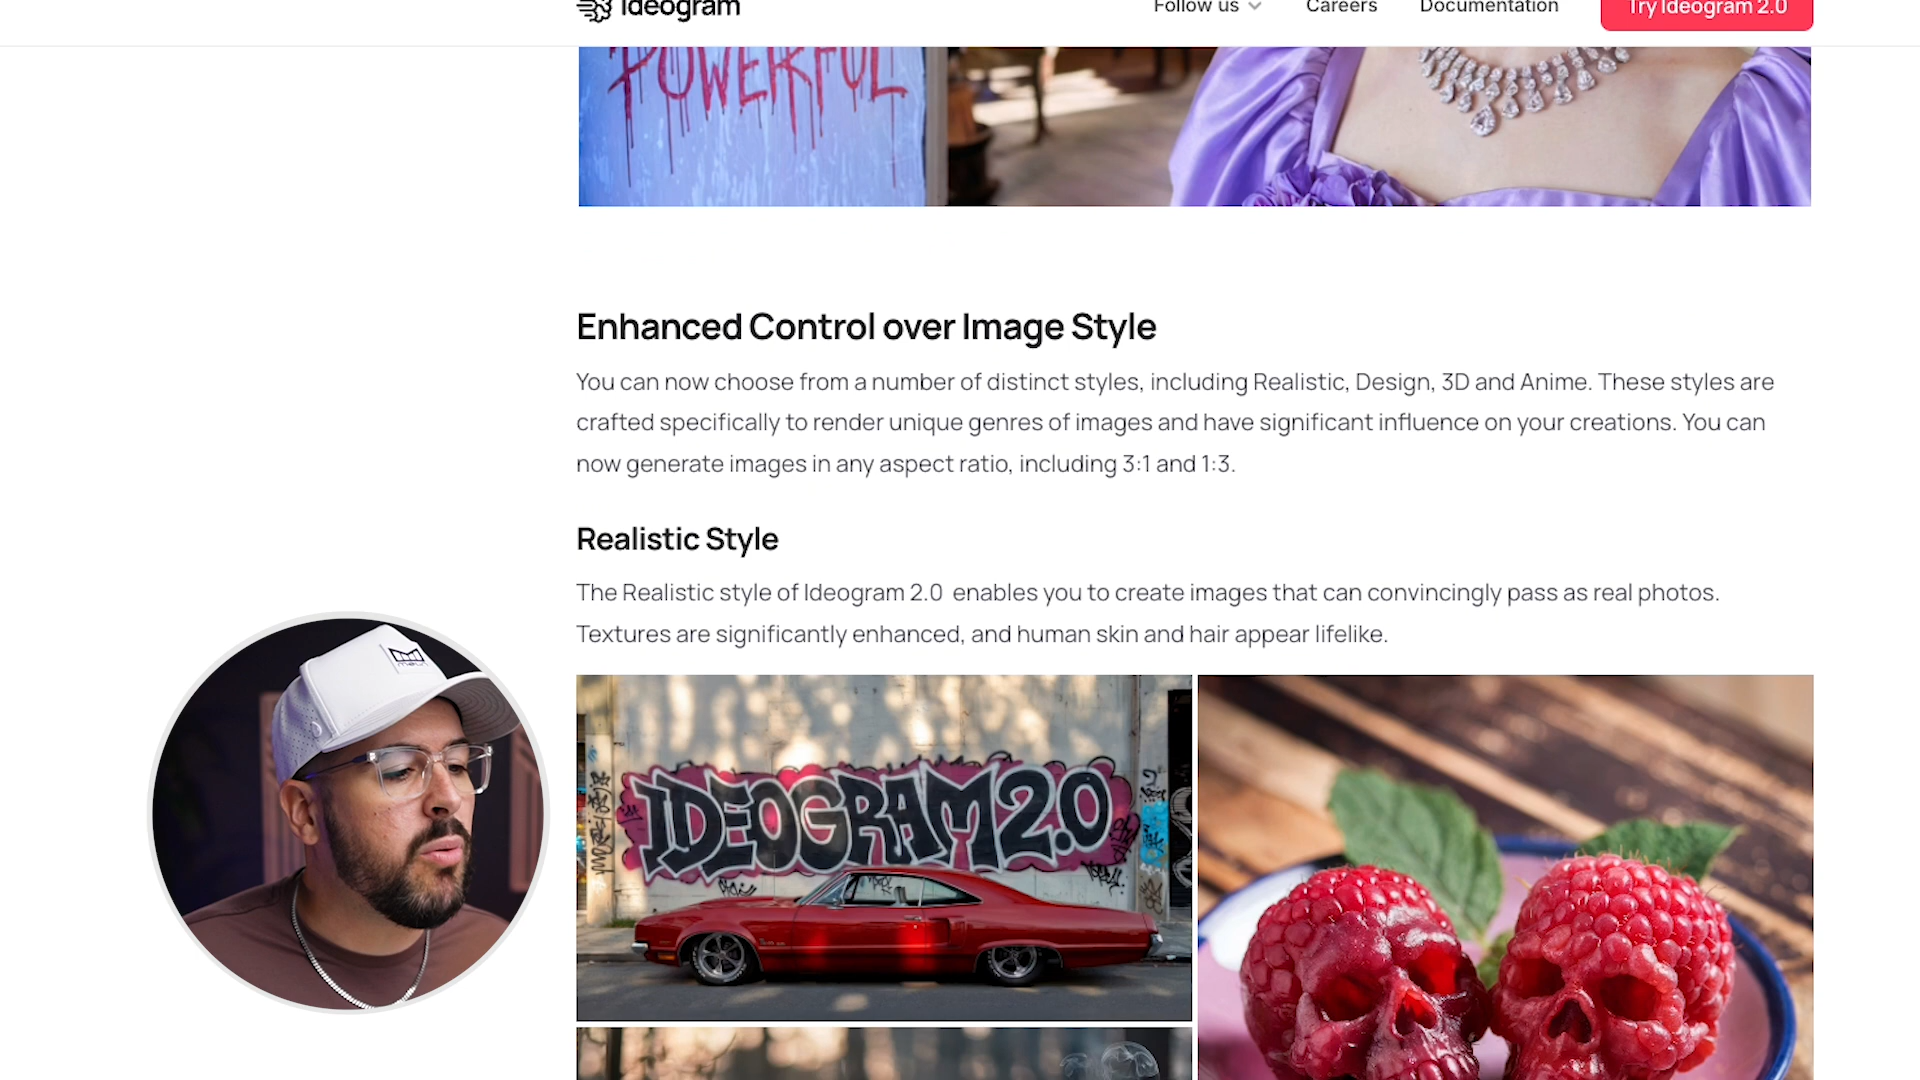 Ideogram
Follow us
Careers
Documentation
Try Ideogram 2.0
POWERFUL
Enhanced Control over Image Style
You can now choose from a number of distinct styles, including Realistic, Design, 3D and Anime. These styles are
crafted specifically to render unique genres of images and have significant influence on your creations. You can
now generate images in any aspect ratio, including 3:1 and 1:3.
Realistic Style
The Realistic style of Ideogram 2.0 enables you to create images that can convincingly pass as real photos.
Textures are significantly enhanced, and human skin and hair appear lifelike.
IDEOGRAM 2.0